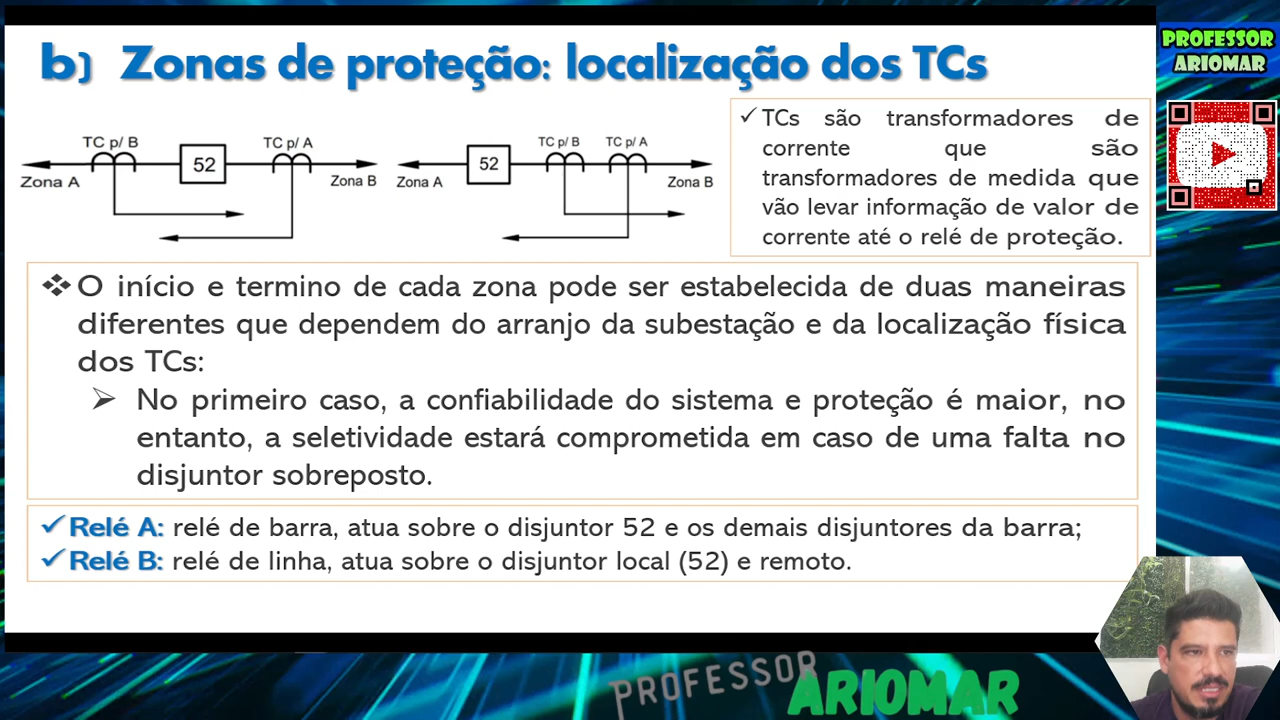 b) Zonas de proteção: localização dos TCs
PROFESSOR
ARIOMAR
TC p/ B
52
TC p/ A
Zona A
Zona B
52
TC p/ B
TC p/ A
Zona A
Zona B
✓ TCs são transformadores de
corrente que são
transformadores de medida que
vão levar informação de valor de
corrente até o relé de proteção.
❖ O início e termino de cada zona pode ser estabelecida de duas maneiras
diferentes que dependem do arranjo da subestação e da localização física
dos TCs:
➢ No primeiro caso, a confiabilidade do sistema e proteção é maior, no
entanto, a seletividade estará comprometida em caso de uma falta no
disjuntor sobreposto.
✓ Relé A: relé de barra, atua sobre o disjuntor 52 e os demais disjuntores da barra;
✓ Relé B: relé de linha, atua sobre o disjuntor local (52) e remoto.
PROFESSOR
ARIOMAR